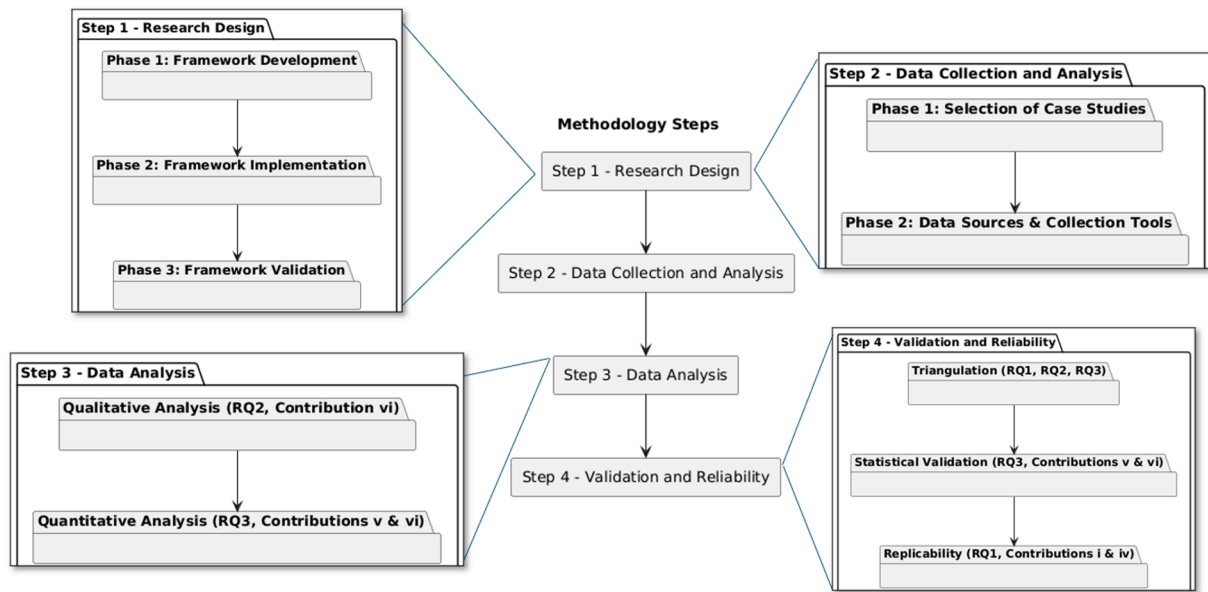 Step 1 - Research Design
Phase 1: Framework Development
Phase 2: Framework Implementation
Phase 3: Framework Validation
Methodology Steps
Step 1 - Research Design
Step 2 - Data Collection and Analysis
Step 3 - Data Analysis
Step 4 - Validation and Reliability
Step 2 - Data Collection and Analysis
Phase 1: Selection of Case Studies
Phase 2: Data Sources & Collection Tools
Step 3 - Data Analysis
Qualitative Analysis (RQ2, Contribution vi)
Quantitative Analysis (RQ3, Contributions v & vi)
Step 4 - Validation and Reliability
Triangulation (RQ1, RQ2, RQ3)
Statistical Validation (RQ3, Contributions v & vi)
Replicability (RQ1, Contributions i & iv)